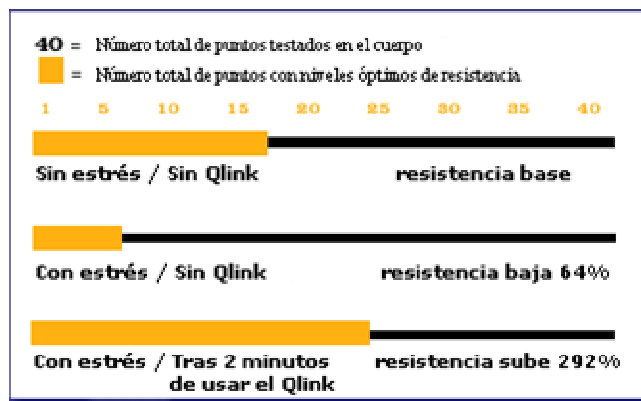 40 = Número total de puntos testados en el cuerpo
= Número total de puntos con niveles óptimos de resistencia
1 5 10 15 20 25 30 35 40
Sin estrés / Sin Qlink resistencia base
Con estrés / Sin Qlink resistencia baja 64%
Con estrés / Tras 2 minutos resistencia sube 292%
de usar el Qlink